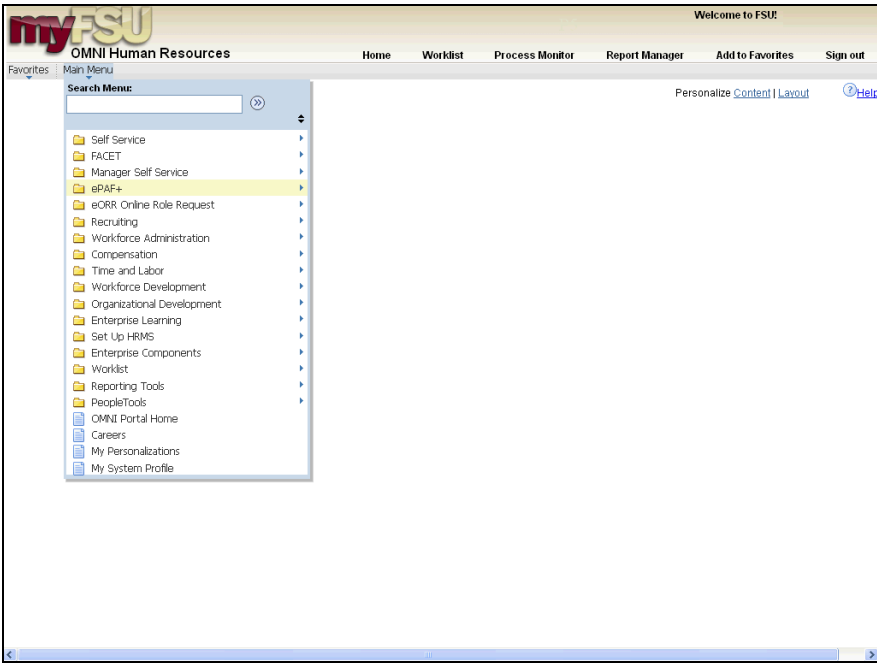 myFSU
Welcome to FSU!
OMNI Human Resources
Home Worklist Process Monitor Report Manager Add to Favorites Sign out
Favorites Main Menu
Search Menu:
Personalize Content | Layout ? Help
Self Service
FACET
Manager Self Service
ePAF+
eORR Online Role Request
Recruiting
Workforce Administration
Compensation
Time and Labor
Workforce Development
Organizational Development
Enterprise Learning
Set Up HRMS
Enterprise Components
Worklist
Reporting Tools
PeopleTools
OMNI Portal Home
Careers
My Personalizations
My System Profile